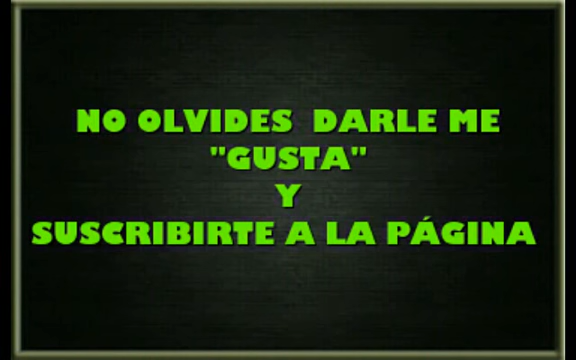 NO OLVIDES DARLE ME
"GUSTA"
Y
SUSCRIBIRTE A LA PÁGINA